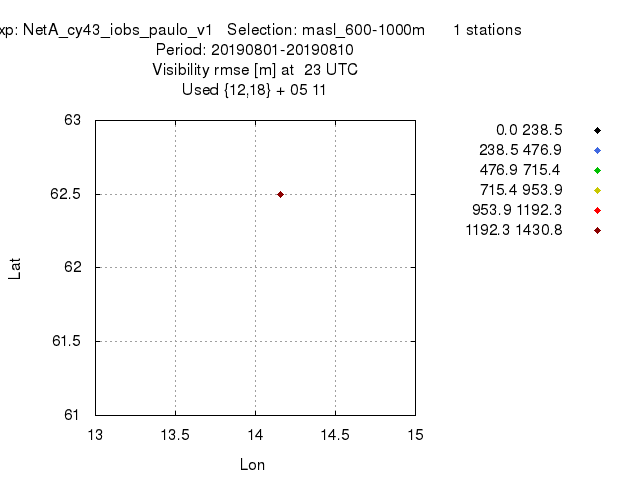 xp: NetA_cy43_iobs_paulo_v1 Selection: masl_600-1000m 1 stations
Period: 20190801-20190810
Visibility rmse [m] at 23 UTC
Used {12,18} + 05 11
63
62.5
62
61.5
61
13 13.5 14 14.5 15
Lat
Lon
0.0 238.5
238.5 476.9
476.9 715.4
715.4 953.9
953.9 1192.3
1192.3 1430.8